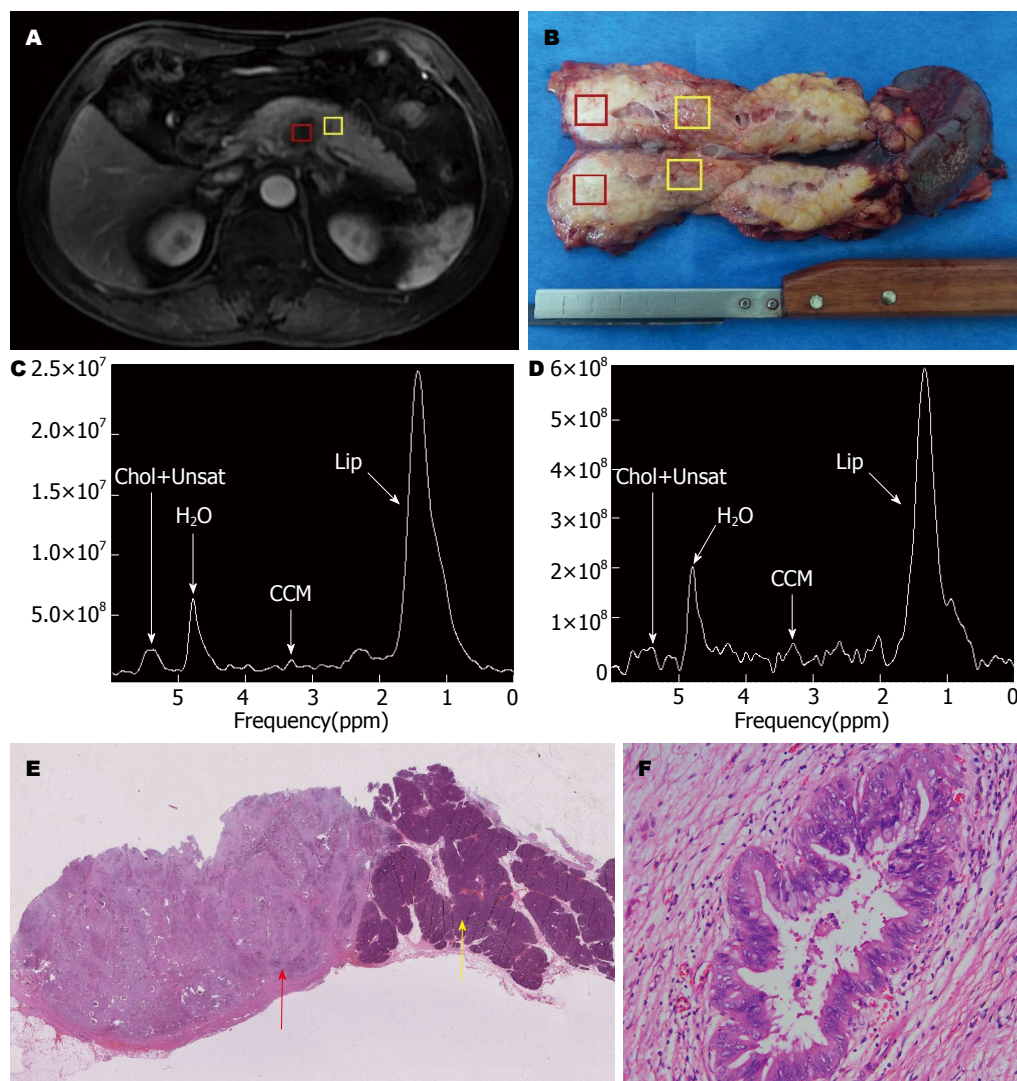 A
B
C
2.5×10⁷
2.0×10⁷
1.5×10⁷
1.0×10⁷
5.0×10⁸
Chol+Unsat
H₂O
CCM
Lip
5 4 3 2 1 0
Frequency(ppm)
D
6×10⁸
5×10⁸
4×10⁸
3×10⁸
2×10⁸
1×10⁸
0
Chol+Unsat
H₂O
CCM
Lip
5 4 3 2 1 0
Frequency(ppm)
E
F